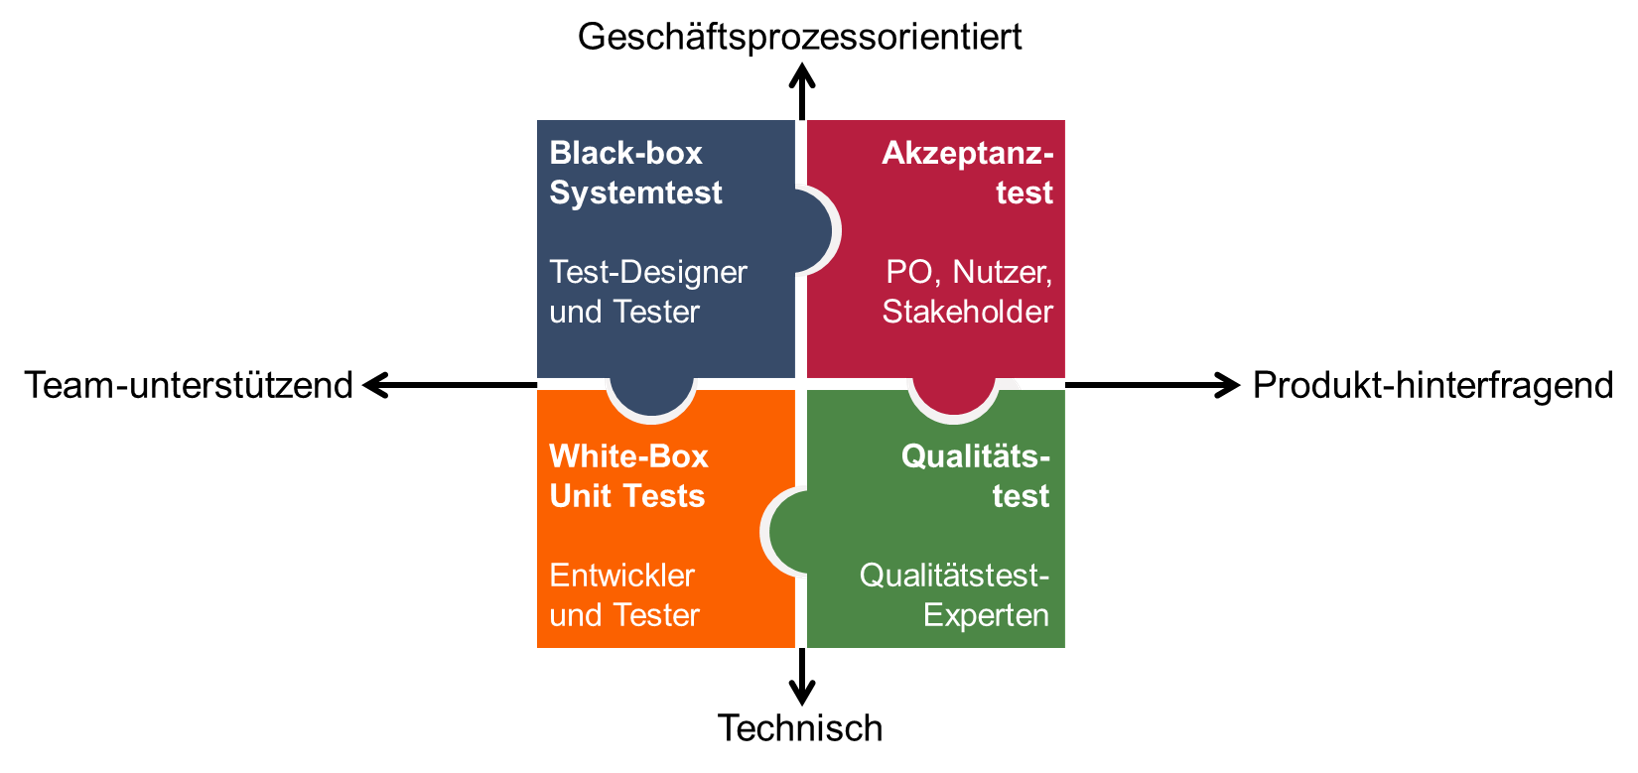 Geschäftsprozessorientiert
Black-box
Systemtest
Test-Designer
und Tester
Akzeptanz-
test
PO, Nutzer,
Stakeholder
Team-unterstützend
Produkt-hinterfragend
White-Box
Unit Tests
Entwickler
und Tester
Qualitäts-
test
Qualitätstest-
Experten
Technisch